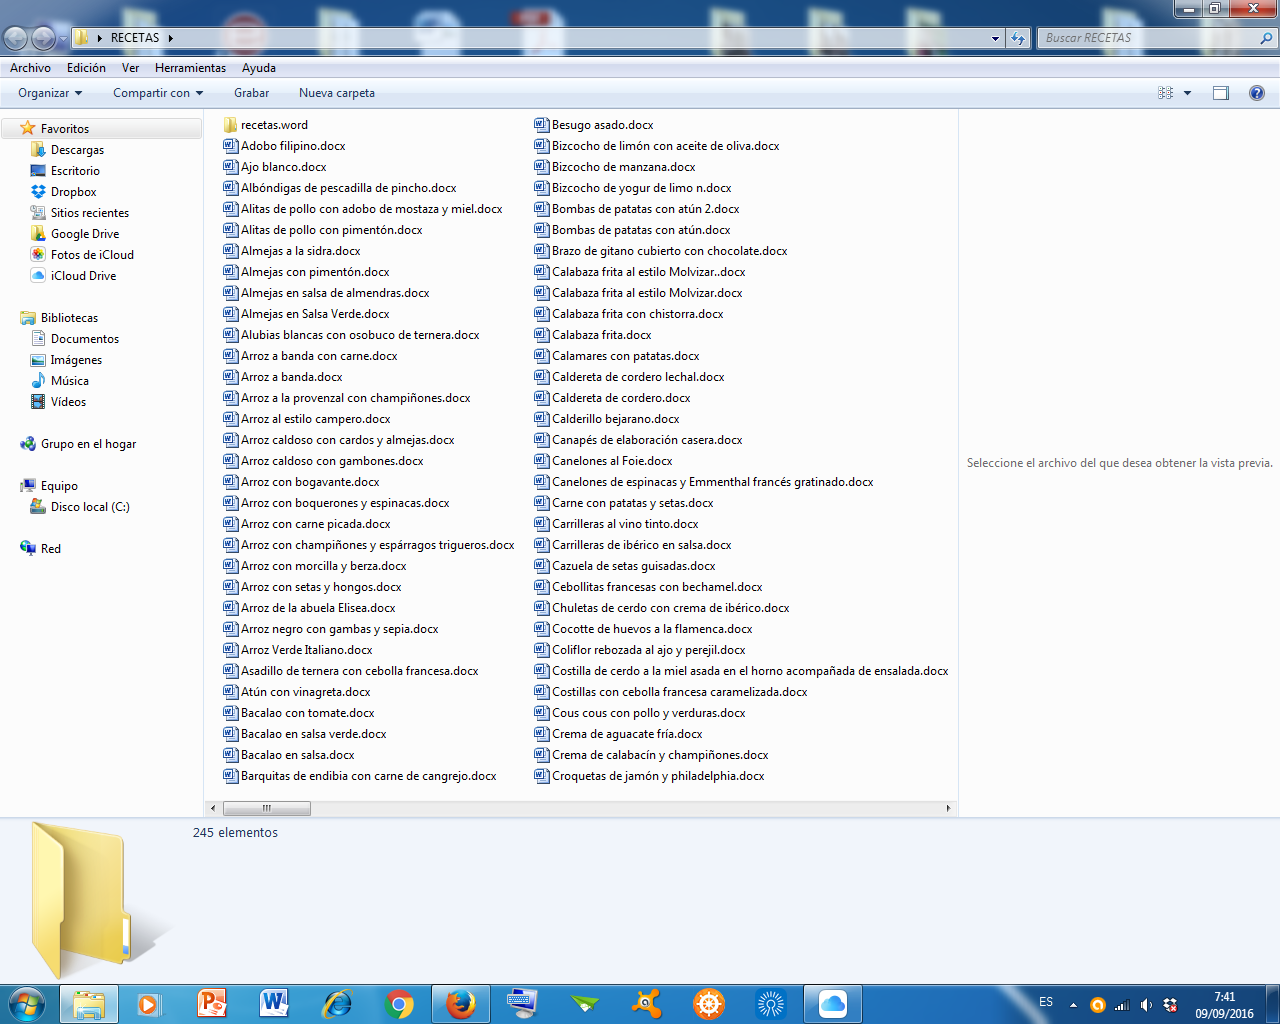 RECETAS
Buscar RECETAS
Archivo Edición Ver Herramientas Ayuda
Organizar Compartir con Grabar Nueva carpeta
Favoritos
Descargas
Escritorio
Dropbox
Sitios recientes
Google Drive
Fotos de iCloud
iCloud Drive
Bibliotecas
Documentos
Imágenes
Música
Vídeos
Grupo en el hogar
Equipo
Disco local (C:)
Red
recetas.word
Adobo filipino.docx
Ajo blanco.docx
Albóndigas de pescadilla de pincho.docx
Alitas de pollo con adobo de mostaza y miel.docx
Alitas de pollo con pimentón.docx
Almejas a la sidra.docx
Almejas con pimentón.docx
Almejas en salsa de almendras.docx
Almejas en Salsa Verde.docx
Alubias blancas con osobuco de ternera.docx
Arroz a banda con carne.docx
Arroz a banda.docx
Arroz a la provenzal con champiñones.docx
Arroz al estilo campero.docx
Arroz caldoso con cardos y almejas.docx
Arroz caldoso con gambones.docx
Arroz con bogavante.docx
Arroz con boquerones y espinacas.docx
Arroz con carne picada.docx
Arroz con champiñones y espárragos trigueros.docx
Arroz con morcilla y berza.docx
Arroz con setas y hongos.docx
Arroz de la abuela Elisea.docx
Arroz negro con gambas y sepia.docx
Arroz Verde Italiano.docx
Asadillo de ternera con cebolla francesa.docx
Atún con vinagreta.docx
Bacalao con tomate.docx
Bacalao en salsa verde.docx
Bacalao en salsa.docx
Barquitas de endibia con carne de cangrejo.docx
Besugo asado.docx
Bizcocho de limón con aceite de oliva.docx
Bizcocho de manzana.docx
Bizcocho de yogur de limo n.docx
Bombas de patatas con atún 2.docx
Bombas de patatas con atún.docx
Brazo de gitano cubierto con chocolate.docx
Calabaza frita al estilo Molvizar..docx
Calabaza frita al estilo Molvizar.docx
Calabaza frita con chistorra.docx
Calabaza frita.docx
Calamares con patatas.docx
Caldereta de cordero lechal.docx
Caldereta de cordero.docx
Calderillo bejarano.docx
Canapés de elaboración casera.docx
Canelones al Foie.docx
Canelones de espinacas y Emmenthal francés gratinado.docx
Carne con patatas y setas.docx
Carrilleras al vino tinto.docx
Carrilleras de ibérico en salsa.docx
Cazuela de setas guisadas.docx
Cebollitas francesas con bechamel.docx
Chuletas de cerdo con crema de ibérico.docx
Cocotte de huevos a la flamenca.docx
Coliflor rebozada al ajo y perejil.docx
Costilla de cerdo a la miel asada en el horno acompañada de ensalada.docx
Costillas con cebolla francesa caramelizada.docx
Cous cous con pollo y verduras.docx
Crema de aguacate fría.docx
Crema de calabacín y champiñones.docx
Croquetas de jamón y philadelphia.docx
Seleccione el archivo del que desea obtener la vista previa.
245 elementos
ES
7:41
09/09/2016